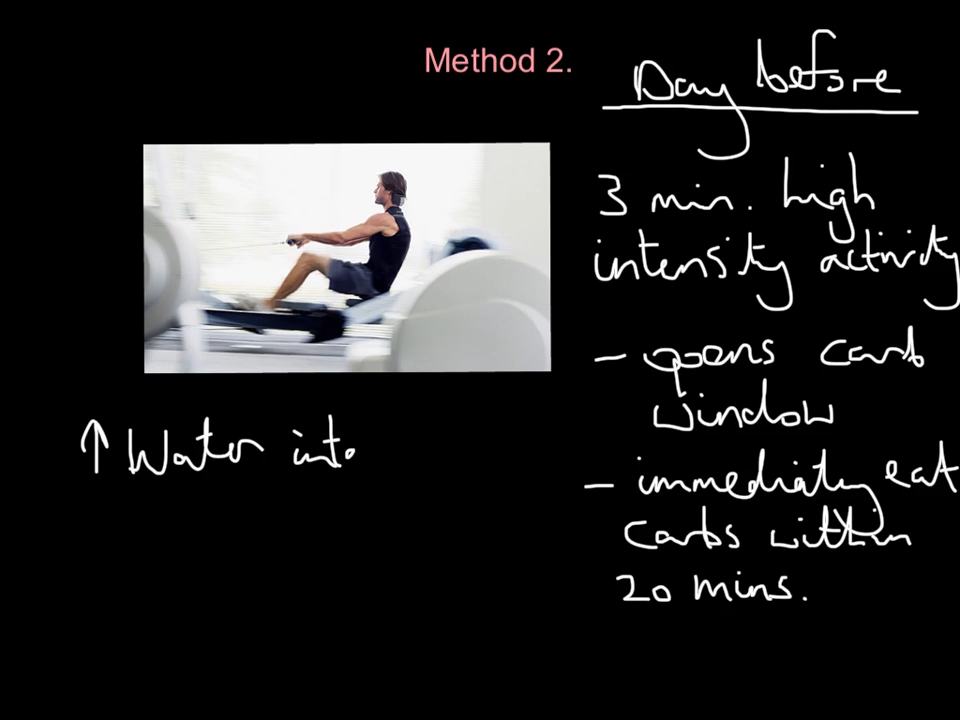 Method 2.
Day before
3 min. high
intensity activity
- opens carb
window
- immediately eat
carbs within
20 mins.
↑ Water into